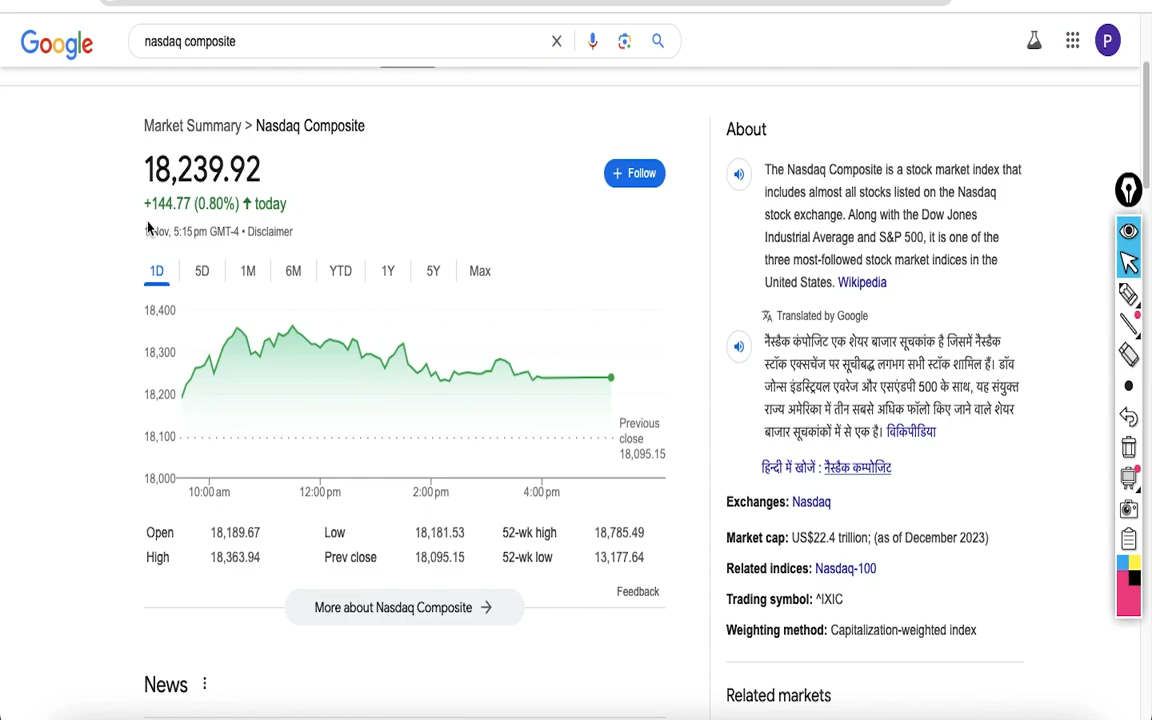 Google
nasdaq composite
P
Market Summary > Nasdaq Composite
18,239.92
+144.77 (0.80%) ↑ today
Nov, 5:15 pm GMT-4 • Disclaimer
+ Follow
1D 5D 1M 6M YTD 1Y 5Y Max
18,400
18,300
18,200
18,100
18,000
Previous
close
18,095.15
10:00 am 12:00 pm 2:00 pm 4:00 pm
Open 18,189.67 Low 18,181.53 52-wk high 18,785.49
High 18,363.94 Prev close 18,095.15 52-wk low 13,177.64
Feedback
More about Nasdaq Composite →
News
About
The Nasdaq Composite is a stock market index that
includes almost all stocks listed on the Nasdaq
stock exchange. Along with the Dow Jones
Industrial Average and S&P 500, it is one of the
three most-followed stock market indices in the
United States. Wikipedia
Translated by Google
नैस्डैक कंपोजिट एक शेयर बाजार सूचकांक है जिसमें नैस्डैक
स्टॉक एक्सचेंज पर सूचीबद्ध लगभग सभी स्टॉक शामिल हैं। डॉव
जोन्स इंडस्ट्रियल एवरेज और एसएंडपी 500 के साथ, यह संयुक्त
राज्य अमेरिका में तीन सबसे अधिक फॉलो किए जाने वाले शेयर
बाजार सूचकांकों में से एक है। विकिपीडिया
हिन्दी में खोजें : नैस्डैक कम्पोजिट
Exchanges: Nasdaq
Market cap: US$22.4 trillion; (as of December 2023)
Related indices: Nasdaq-100
Trading symbol: ^IXIC
Weighting method: Capitalization-weighted index
Related markets